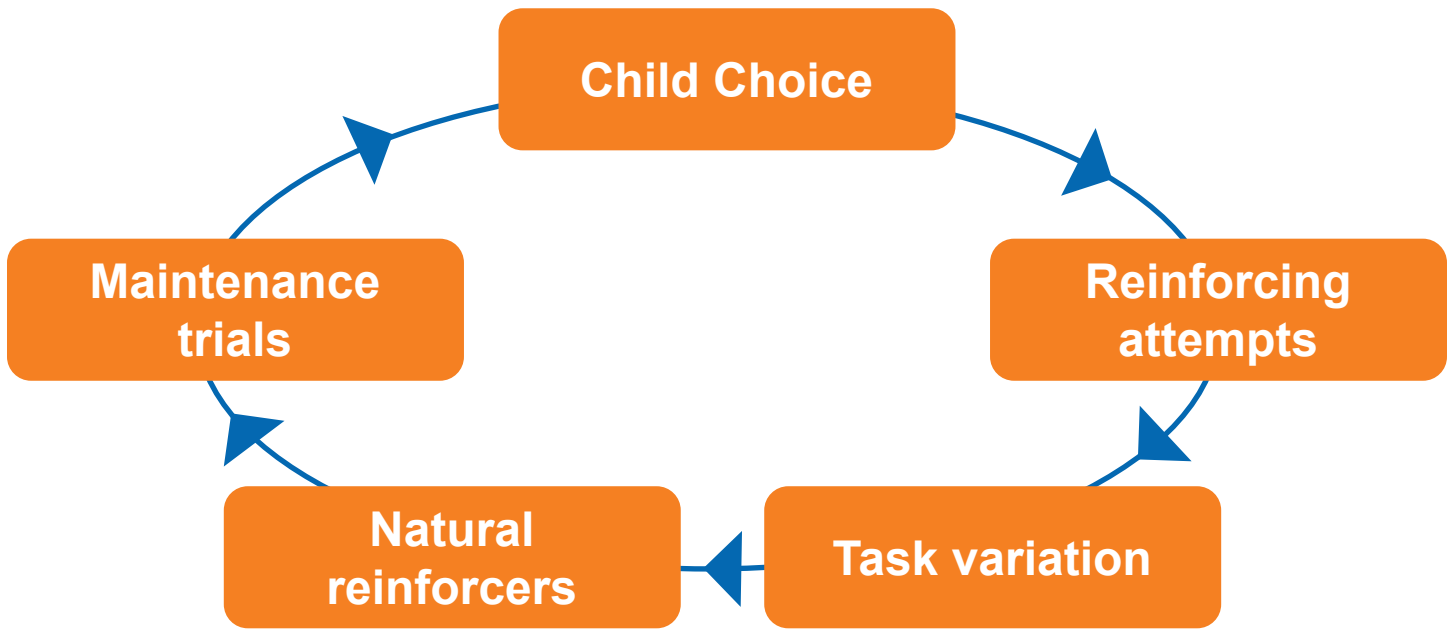 Child Choice
Reinforcing
attempts
Task variation
Natural
reinforcers
Maintenance
trials